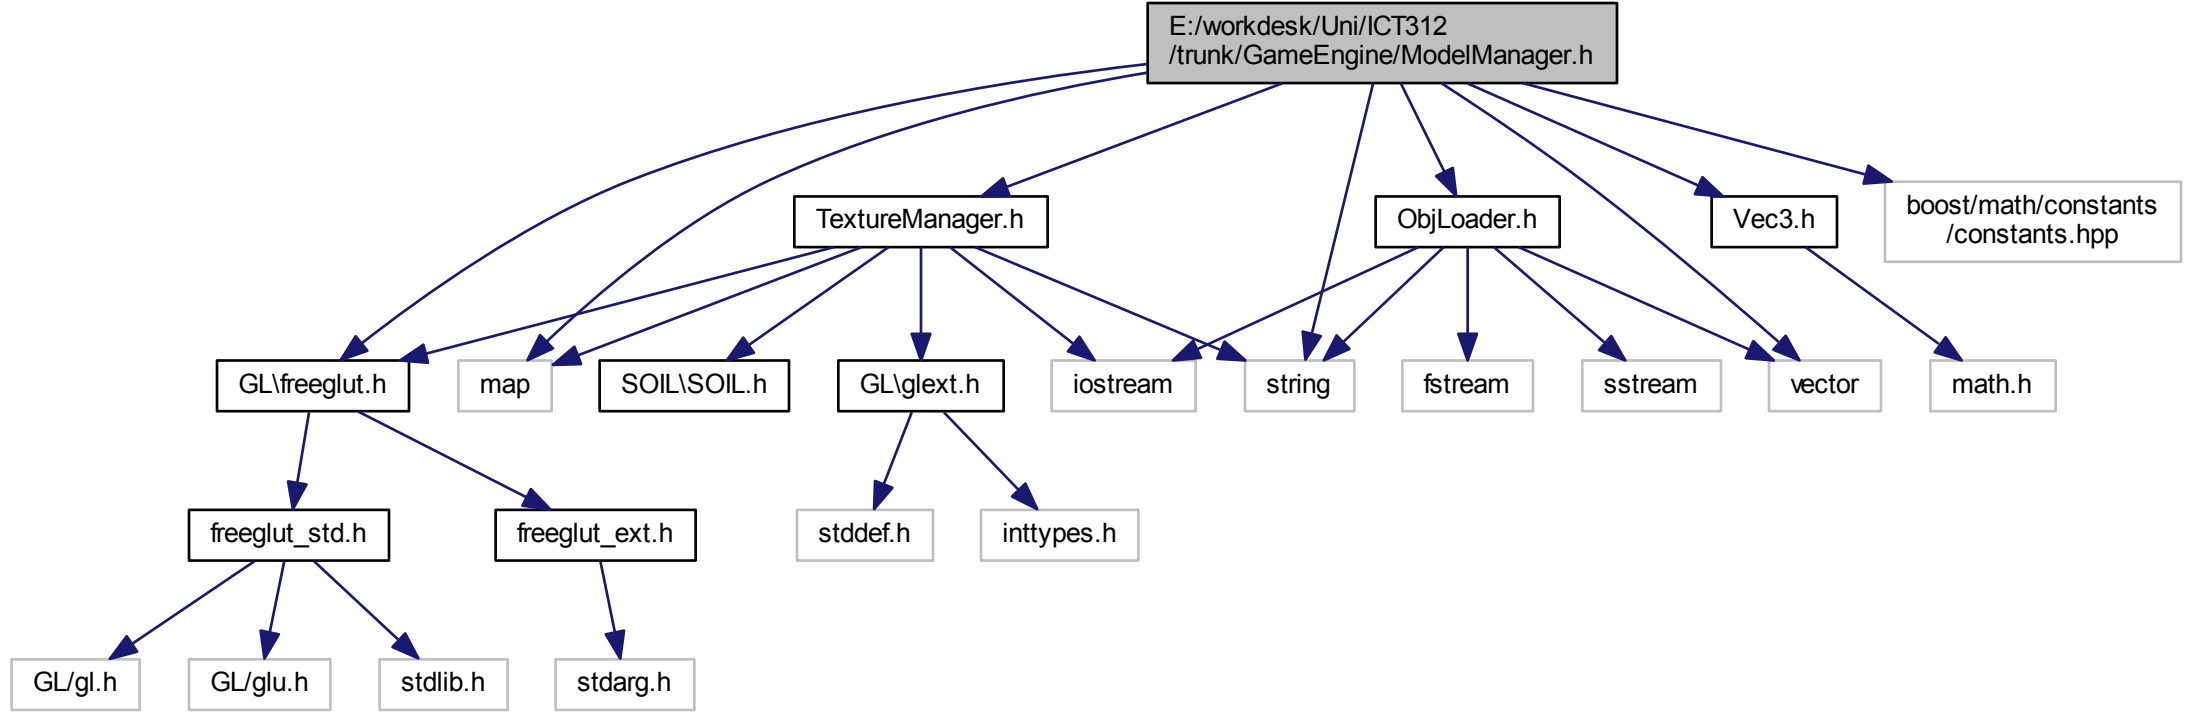 E:/workdesk/Uni/ICT312
/trunk/GameEngine/ModelManager.h
TextureManager.h
ObjLoader.h
Vec3.h
boost/math/constants
/constants.hpp
GL\freeglut.h
map
SOIL\SOIL.h
GL\glext.h
iostream
string
fstream
sstream
vector
math.h
freeglut_std.h
freeglut_ext.h
stddef.h
inttypes.h
GL/gl.h
GL/glu.h
stdlib.h
stdarg.h